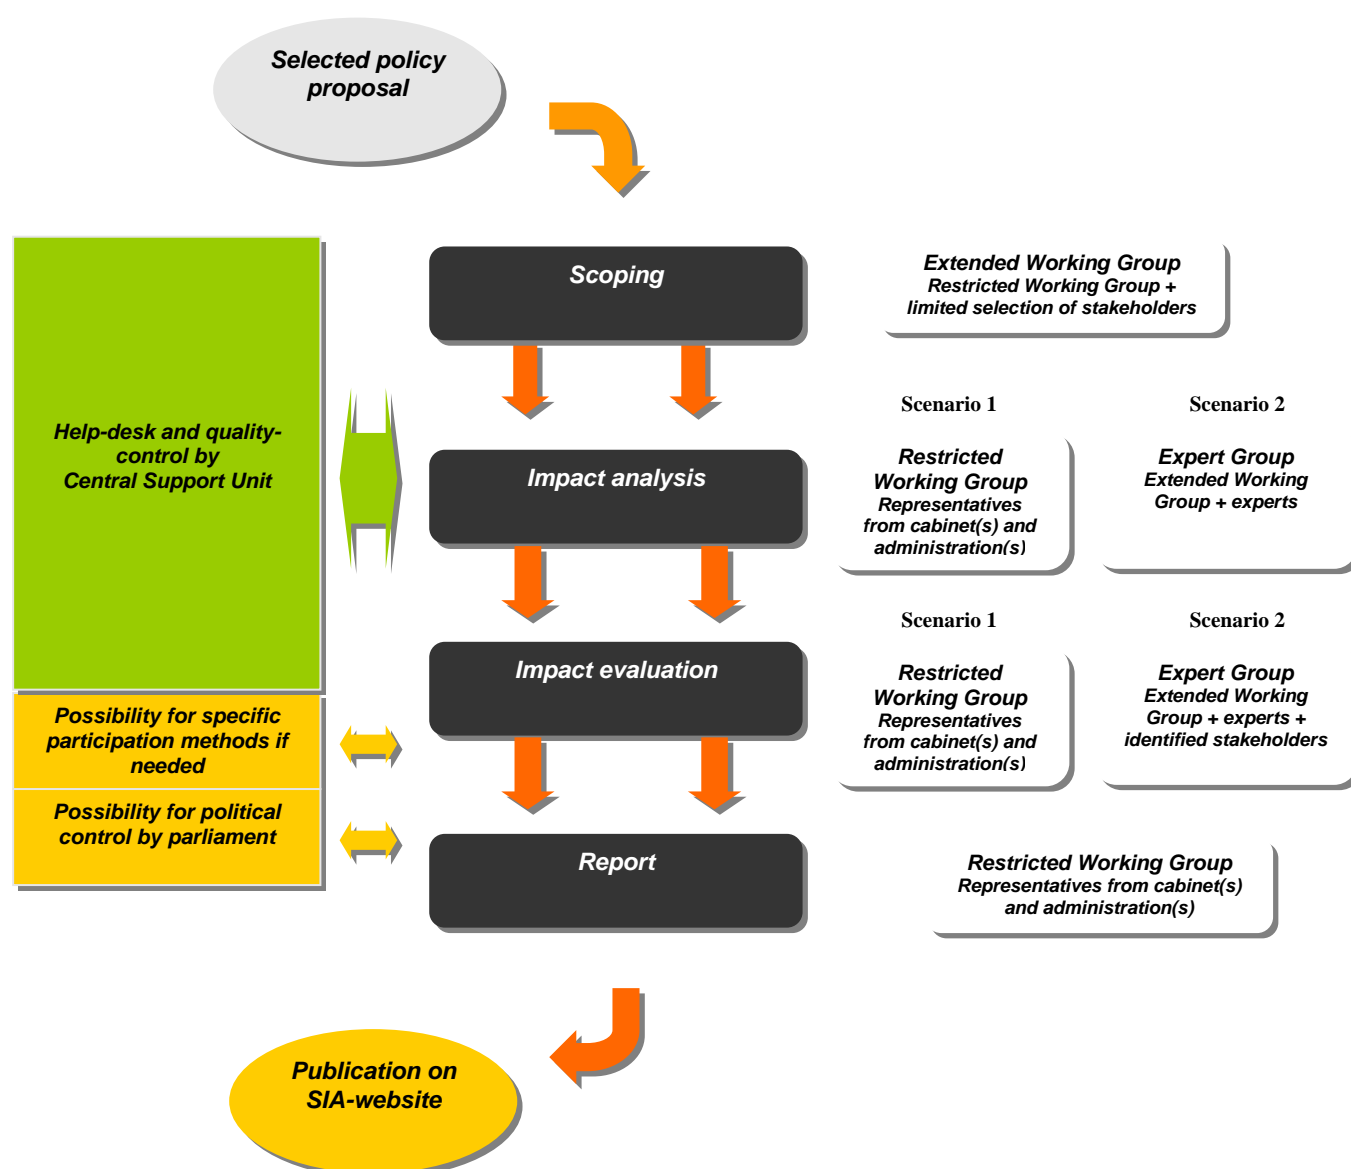 Selected policy
proposal
Scoping
Extended Working Group
Restricted Working Group +
limited selection of stakeholders
Help-desk and quality-
control by
Central Support Unit
Scenario 1
Scenario 2
Impact analysis
Restricted
Working Group
Representatives
from cabinet(s) and
administration(s)
Expert Group
Extended Working
Group + experts
Scenario 1
Scenario 2
Impact evaluation
Restricted
Working Group
Representatives
from cabinet(s) and
administration(s)
Expert Group
Extended Working
Group + experts +
identified stakeholders
Possibility for specific
participation methods if
needed
Possibility for political
control by parliament
Report
Restricted Working Group
Representatives from cabinet(s)
and administration(s)
Publication on
SIA-website